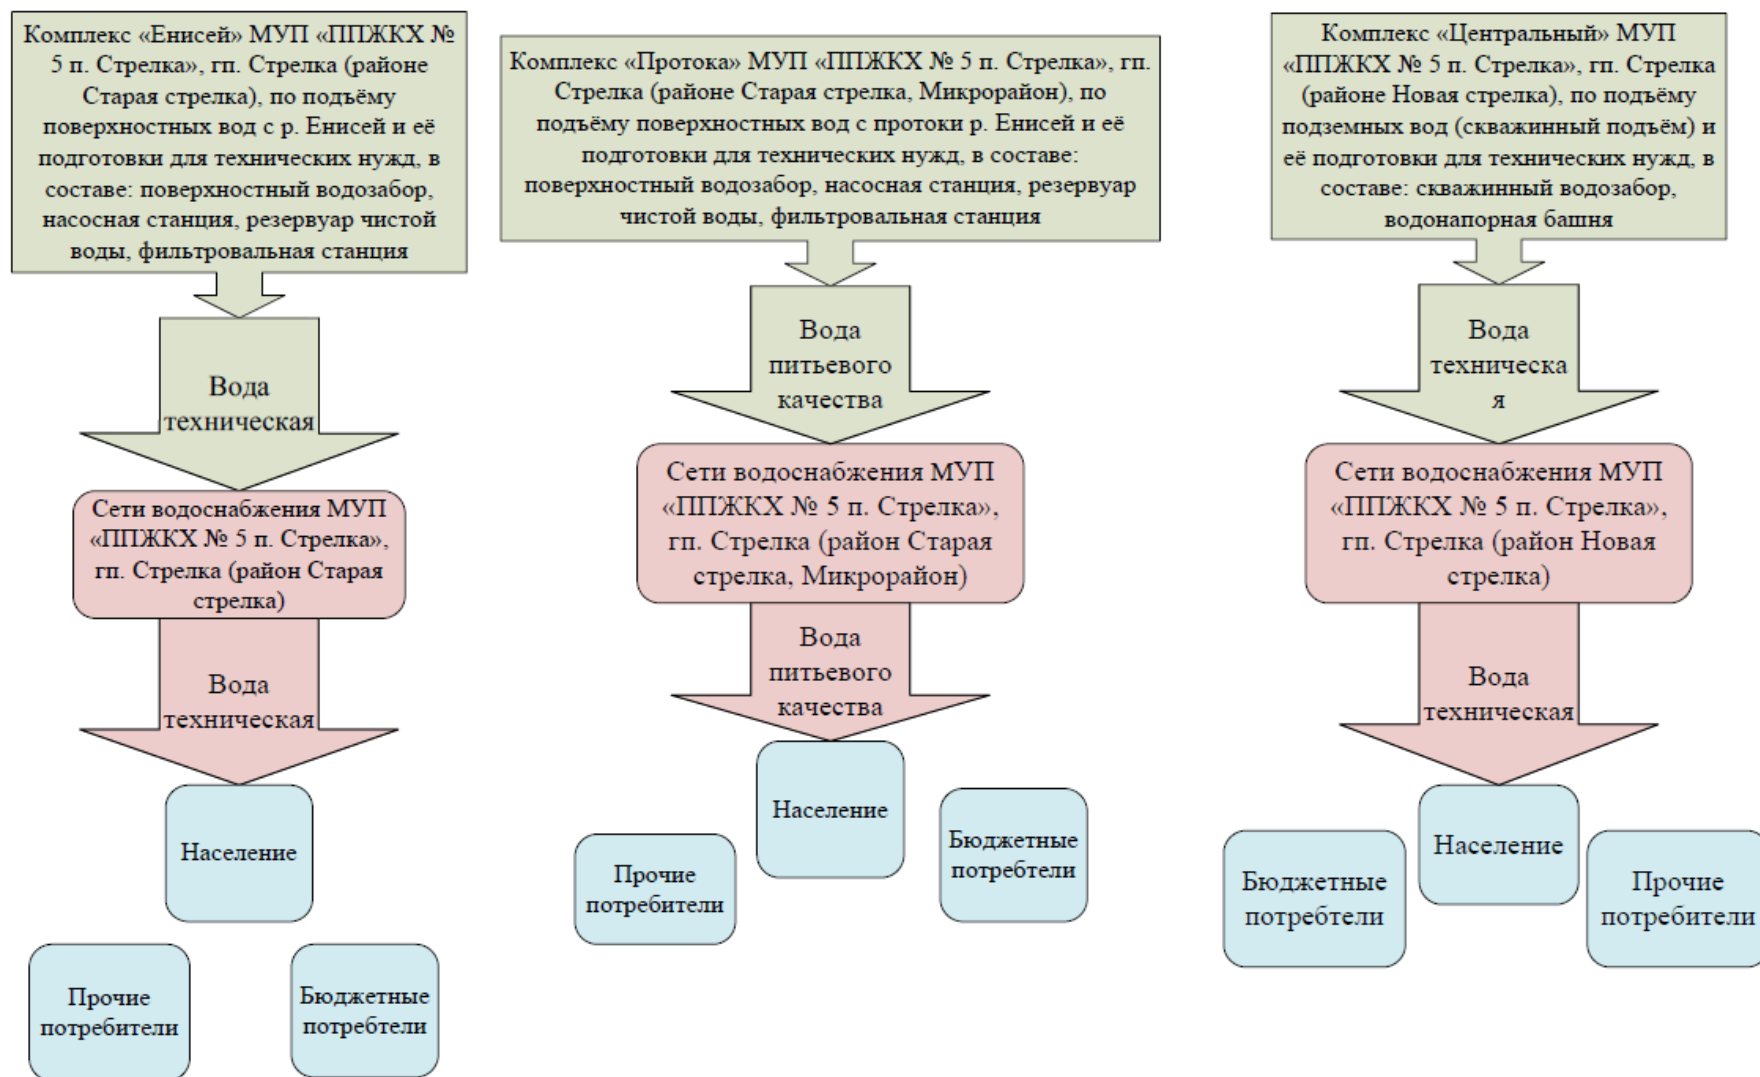 Комплекс «Енисей» МУП «ППЖКХ №
5 п. Стрелка», гп. Стрелка (районе
Старая стрелка), по подъёму
поверхностных вод с р. Енисей и её
подготовки для технических нужд, в
составе: поверхностный водозабор,
насосная станция, резервуар чистой
воды, фильтровальная станция
Вода
техническая
Сети водоснабжения МУП
«ППЖКХ № 5 п. Стрелка»,
гп. Стрелка (район Старая
стрелка)
Вода
техническая
Население
Прочие
потребители
Бюджетные
потребтели
Комплекс «Протока» МУП «ППЖКХ № 5 п. Стрелка», гп.
Стрелка (районе Старая стрелка, Микрорайон), по
подъёму поверхностных вод с протоки р. Енисей и её
подготовки для технических нужд, в составе:
поверхностный водозабор, насосная станция, резервуар
чистой воды, фильтровальная станция
Вода
питьевого
качества
Сети водоснабжения МУП
«ППЖКХ № 5 п. Стрелка»,
гп. Стрелка (район Старая
стрелка, Микрорайон)
Вода
питьевого
качества
Население
Прочие
потребители
Бюджетные
потребтели
Комплекс «Центральный» МУП
«ППЖКХ № 5 п. Стрелка», гп. Стрелка
(районе Новая стрелка), по подъёму
подземных вод (скважинный подъём) и
её подготовки для технических нужд, в
составе: скважинный водозабор,
водонапорная башня
Вода
техническа
я
Сети водоснабжения МУП
«ППЖКХ № 5 п. Стрелка»,
гп. Стрелка (район Новая
стрелка)
Вода
техническая
Население
Бюджетные
потребтели
Прочие
потребители